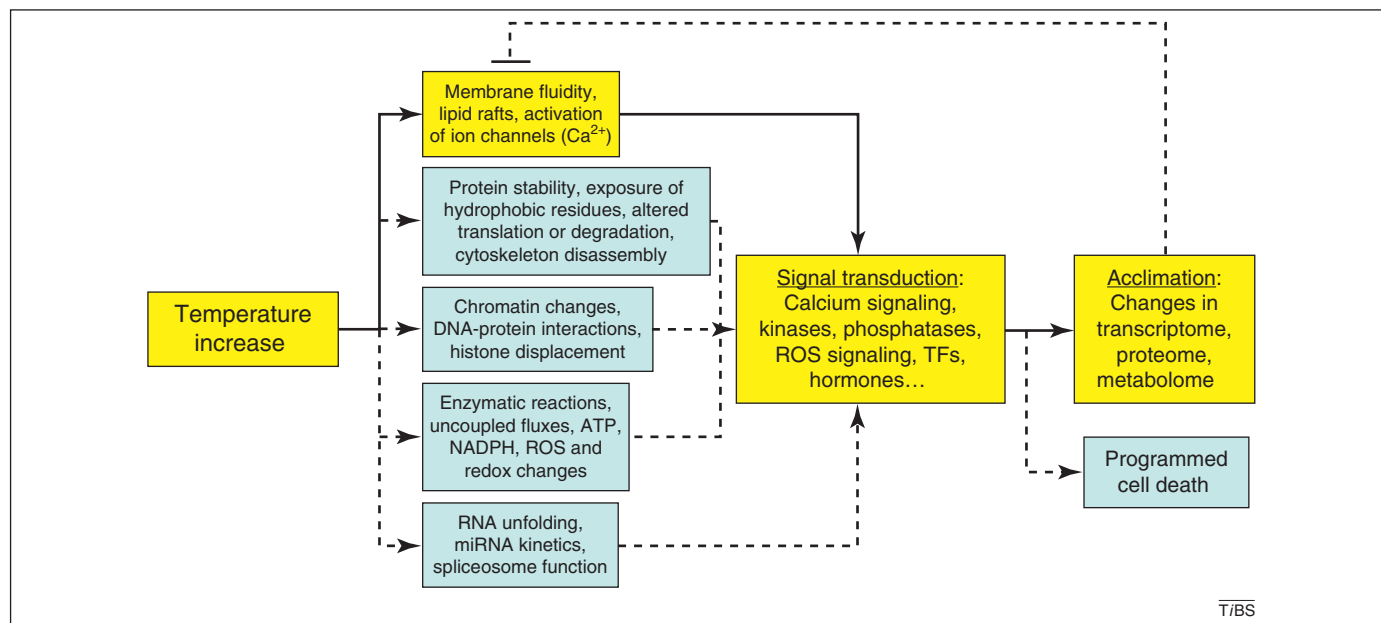 Membrane fluidity,
lipid rafts, activation
of ion channels (Ca2+)
Protein stability, exposure of
hydrophobic residues, altered
translation or degradation,
cytoskeleton disassembly
Temperature
increase
Chromatin changes,
DNA-protein interactions,
histone displacement
Enzymatic reactions,
uncoupled fluxes, ATP,
NADPH, ROS and
redox changes
RNA unfolding,
miRNA kinetics,
spliceosome function
Signal transduction:
Calcium signaling,
kinases, phosphatases,
ROS signaling, TFs,
hormones…
Acclimation:
Changes in
transcriptome,
proteome,
metabolome
Programmed
cell death
TiBS